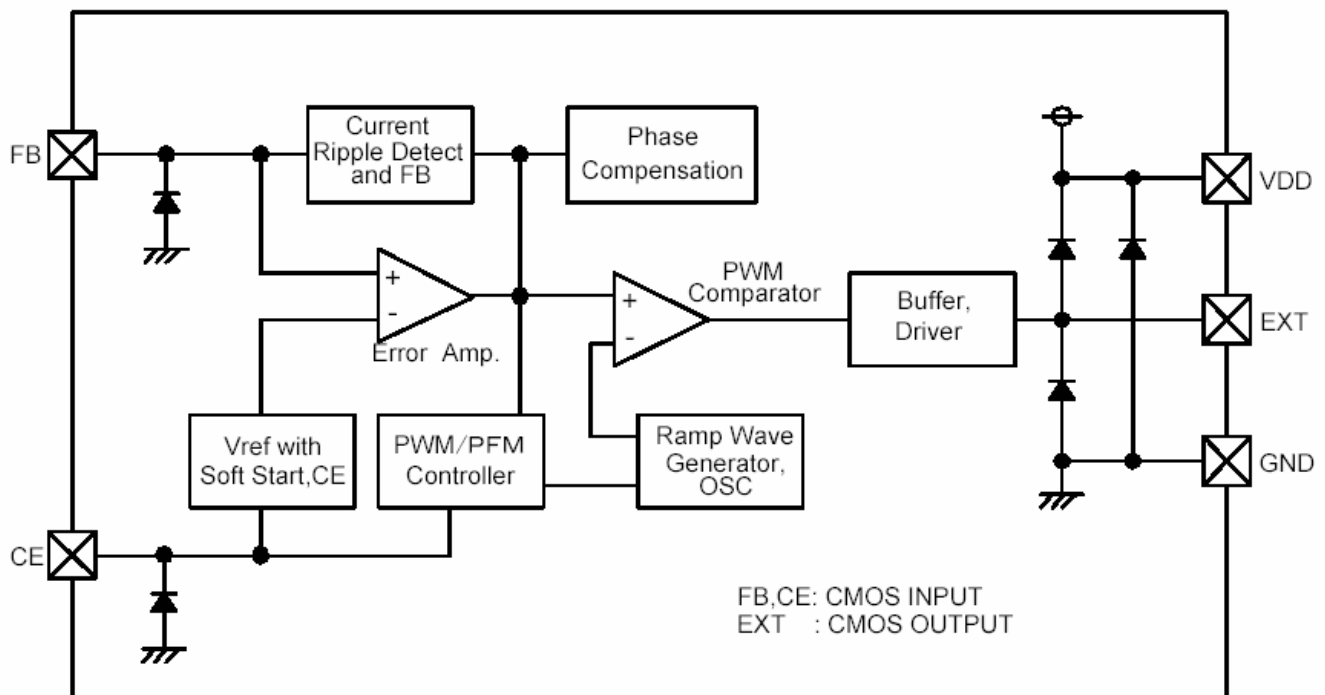 FB
Current
Ripple Detect
and FB
Phase
Compensation
VDD
+
-
Error Amp.
+
-
PWM
Comparator
Buffer,
Driver
EXT
Vref with
Soft Start,CE
PWM/PFM
Controller
Ramp Wave
Generator,
OSC
GND
CE
FB,CE: CMOS INPUT
EXT : CMOS OUTPUT